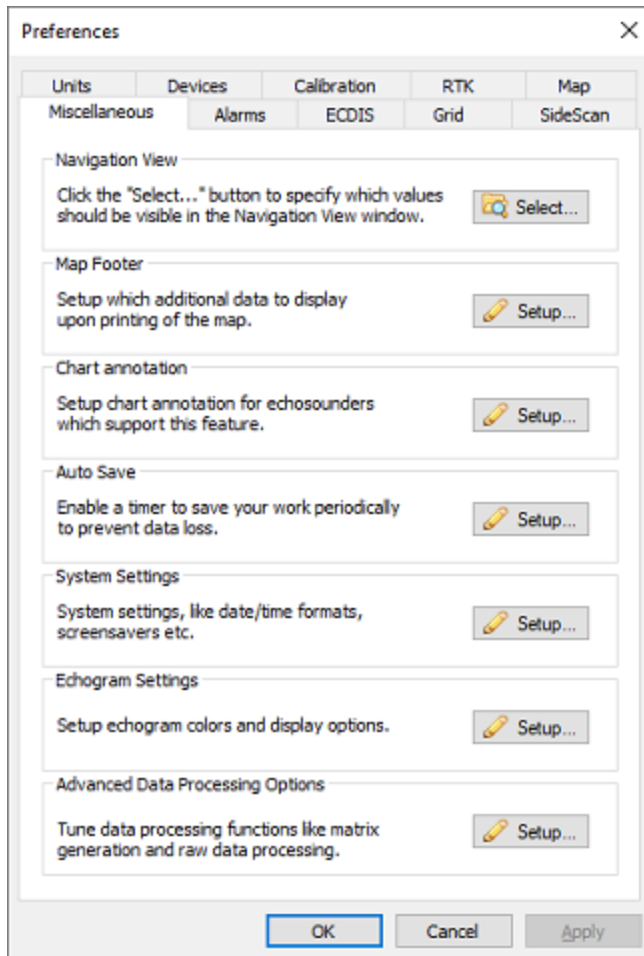 Preferences
Units Devices Calibration RTK Map
Miscellaneous Alarms ECDIS Grid SideScan
Navigation View
Click the "Select..." button to specify which values
should be visible in the Navigation View window.
Select...
Map Footer
Setup which additional data to display
upon printing of the map.
Setup...
Chart annotation
Setup chart annotation for echosounders
which support this feature.
Setup...
Auto Save
Enable a timer to save your work periodically
to prevent data loss.
Setup...
System Settings
System settings, like date/time formats,
screensavers etc.
Setup...
Echogram Settings
Setup echogram colors and display options.
Setup...
Advanced Data Processing Options
Tune data processing functions like matrix
generation and raw data processing.
Setup...
OK Cancel Apply